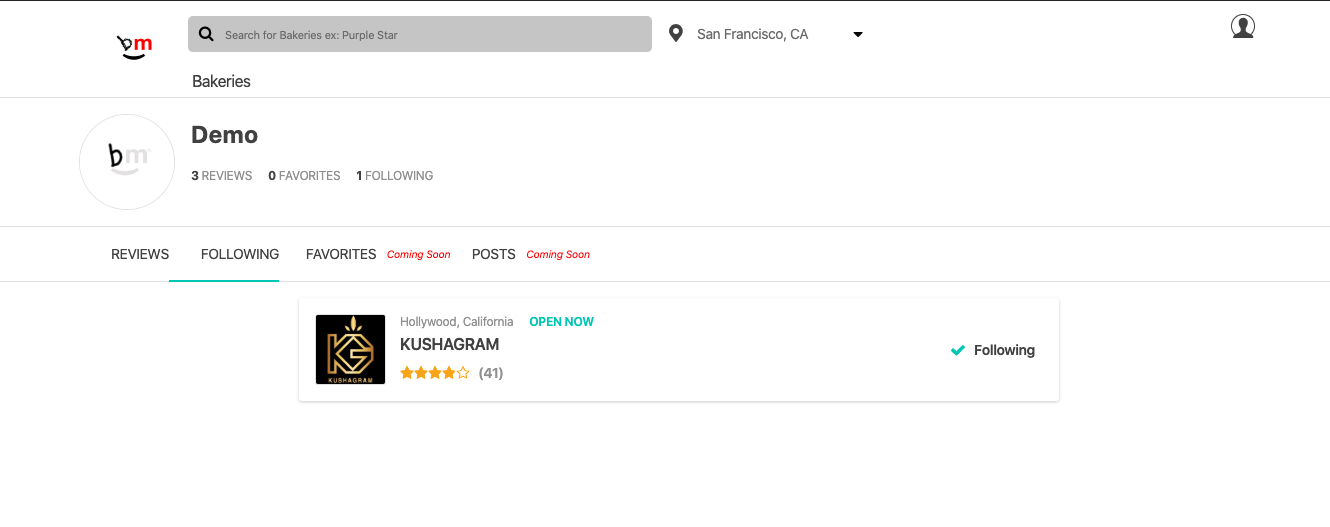 bm
Search for Bakeries ex: Purple Star
San Francisco, CA
Bakeries
bm
Demo
3 REVIEWS 0 FAVORITES 1 FOLLOWING
REVIEWS FOLLOWING FAVORITES Coming Soon POSTS Coming Soon
Hollywood, California OPEN NOW
KUSHAGRAM
(41)
Following
KG
KUSHAGRAM